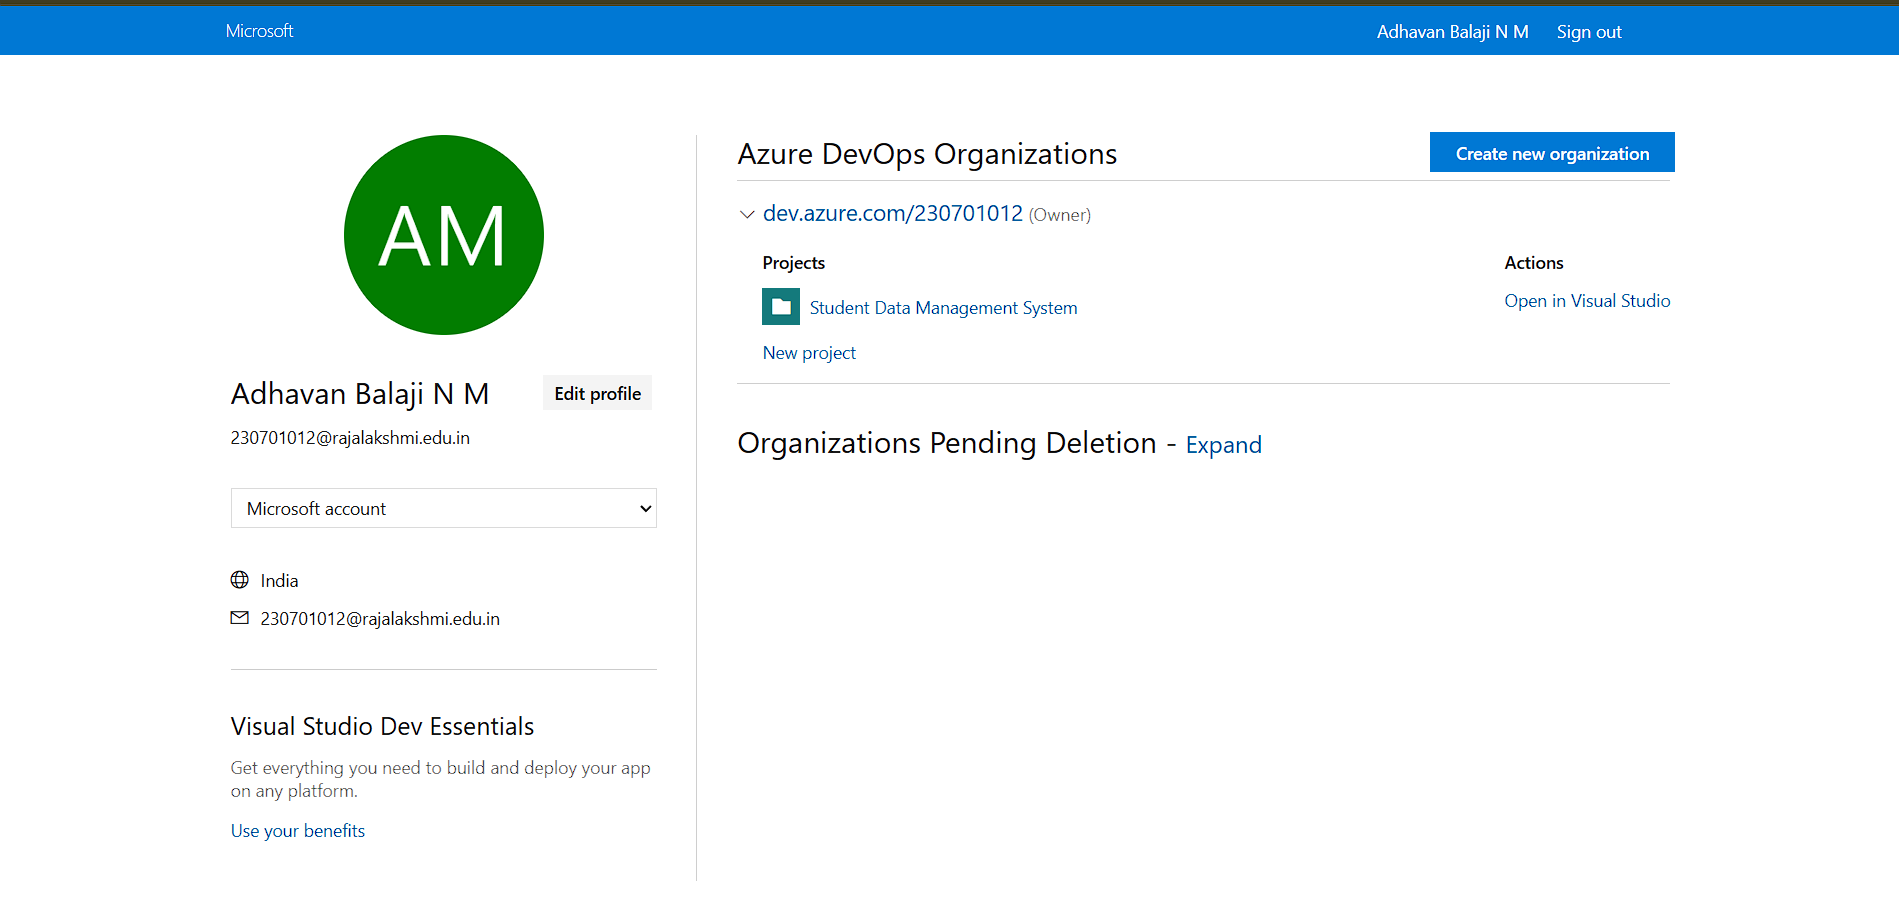 Microsoft
Adhavan Balaji N M Sign out
AM
Adhavan Balaji N M Edit profile
230701012@rajalakshmi.edu.in
Microsoft account
India
230701012@rajalakshmi.edu.in
Visual Studio Dev Essentials
Get everything you need to build and deploy your app
on any platform.
Use your benefits
Azure DevOps Organizations Create new organization
dev.azure.com/230701012 (Owner)
Projects Actions
Student Data Management System Open in Visual Studio
New project
Organizations Pending Deletion - Expand